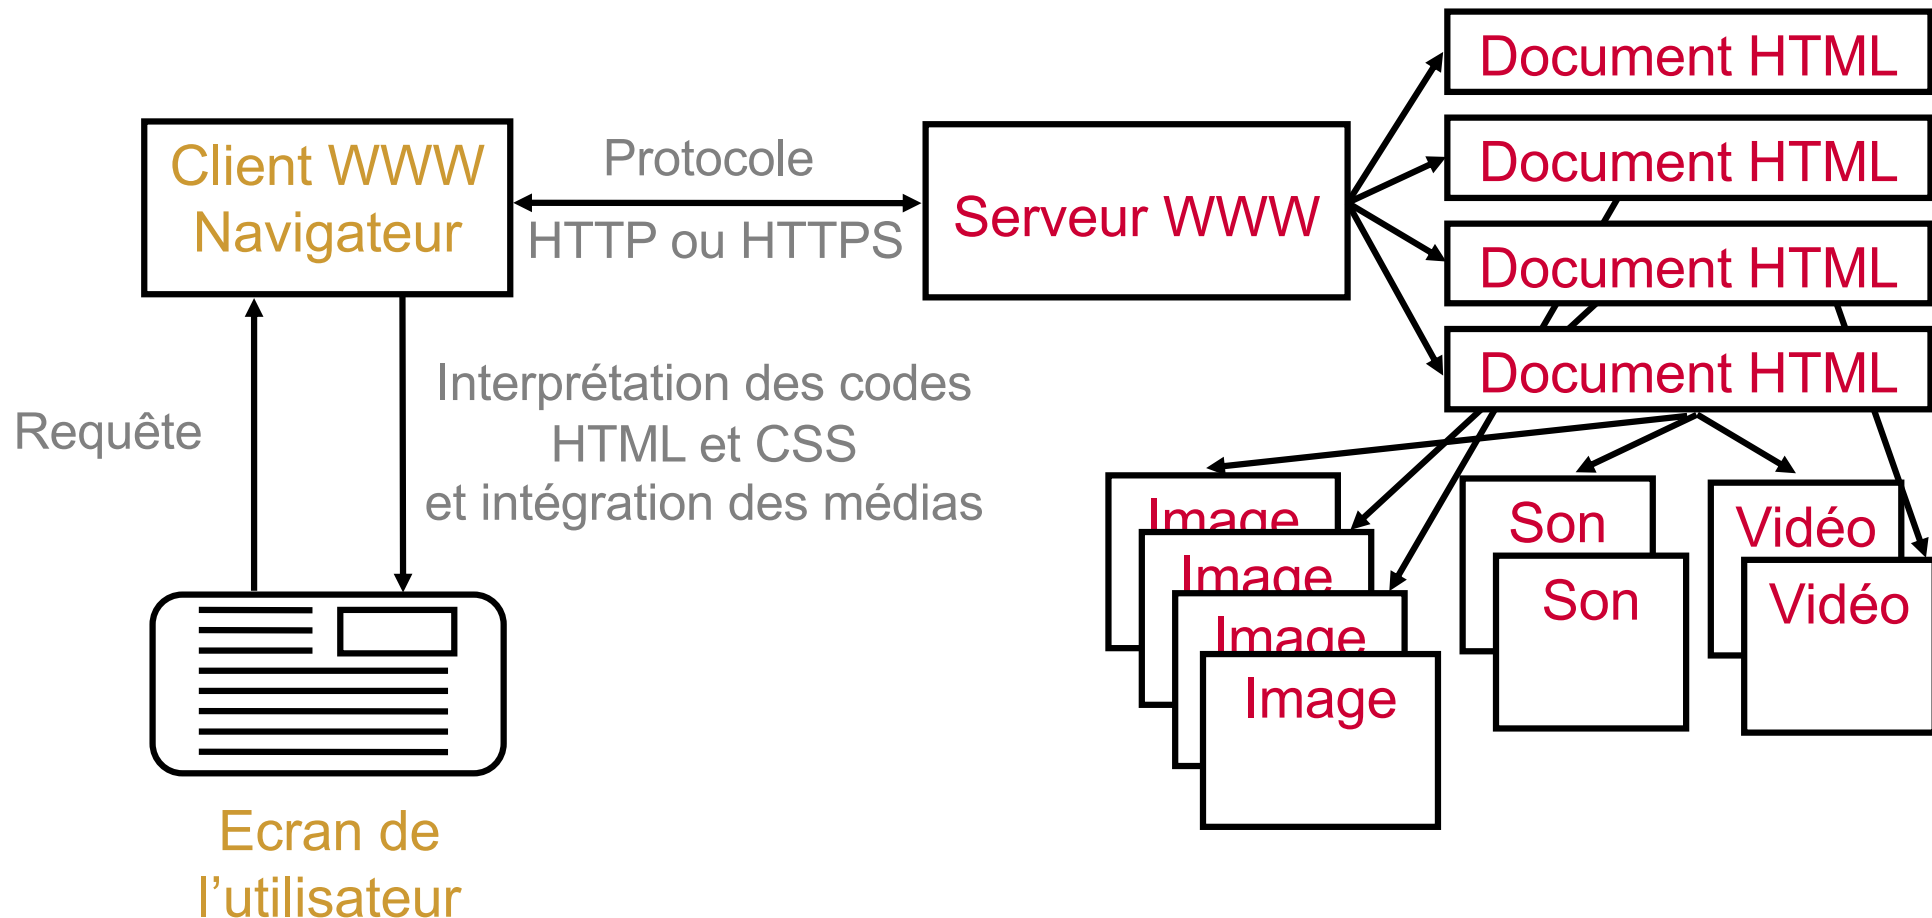 Client WWW
Navigateur
Protocole
HTTP ou HTTPS
Serveur WWW
Document HTML
Document HTML
Document HTML
Document HTML
Requête
Interprétation des codes
HTML et CSS
et intégration des médias
Image
Image
Image
Image
Son
Son
Vidéo
Vidéo
Ecran de
l’utilisateur